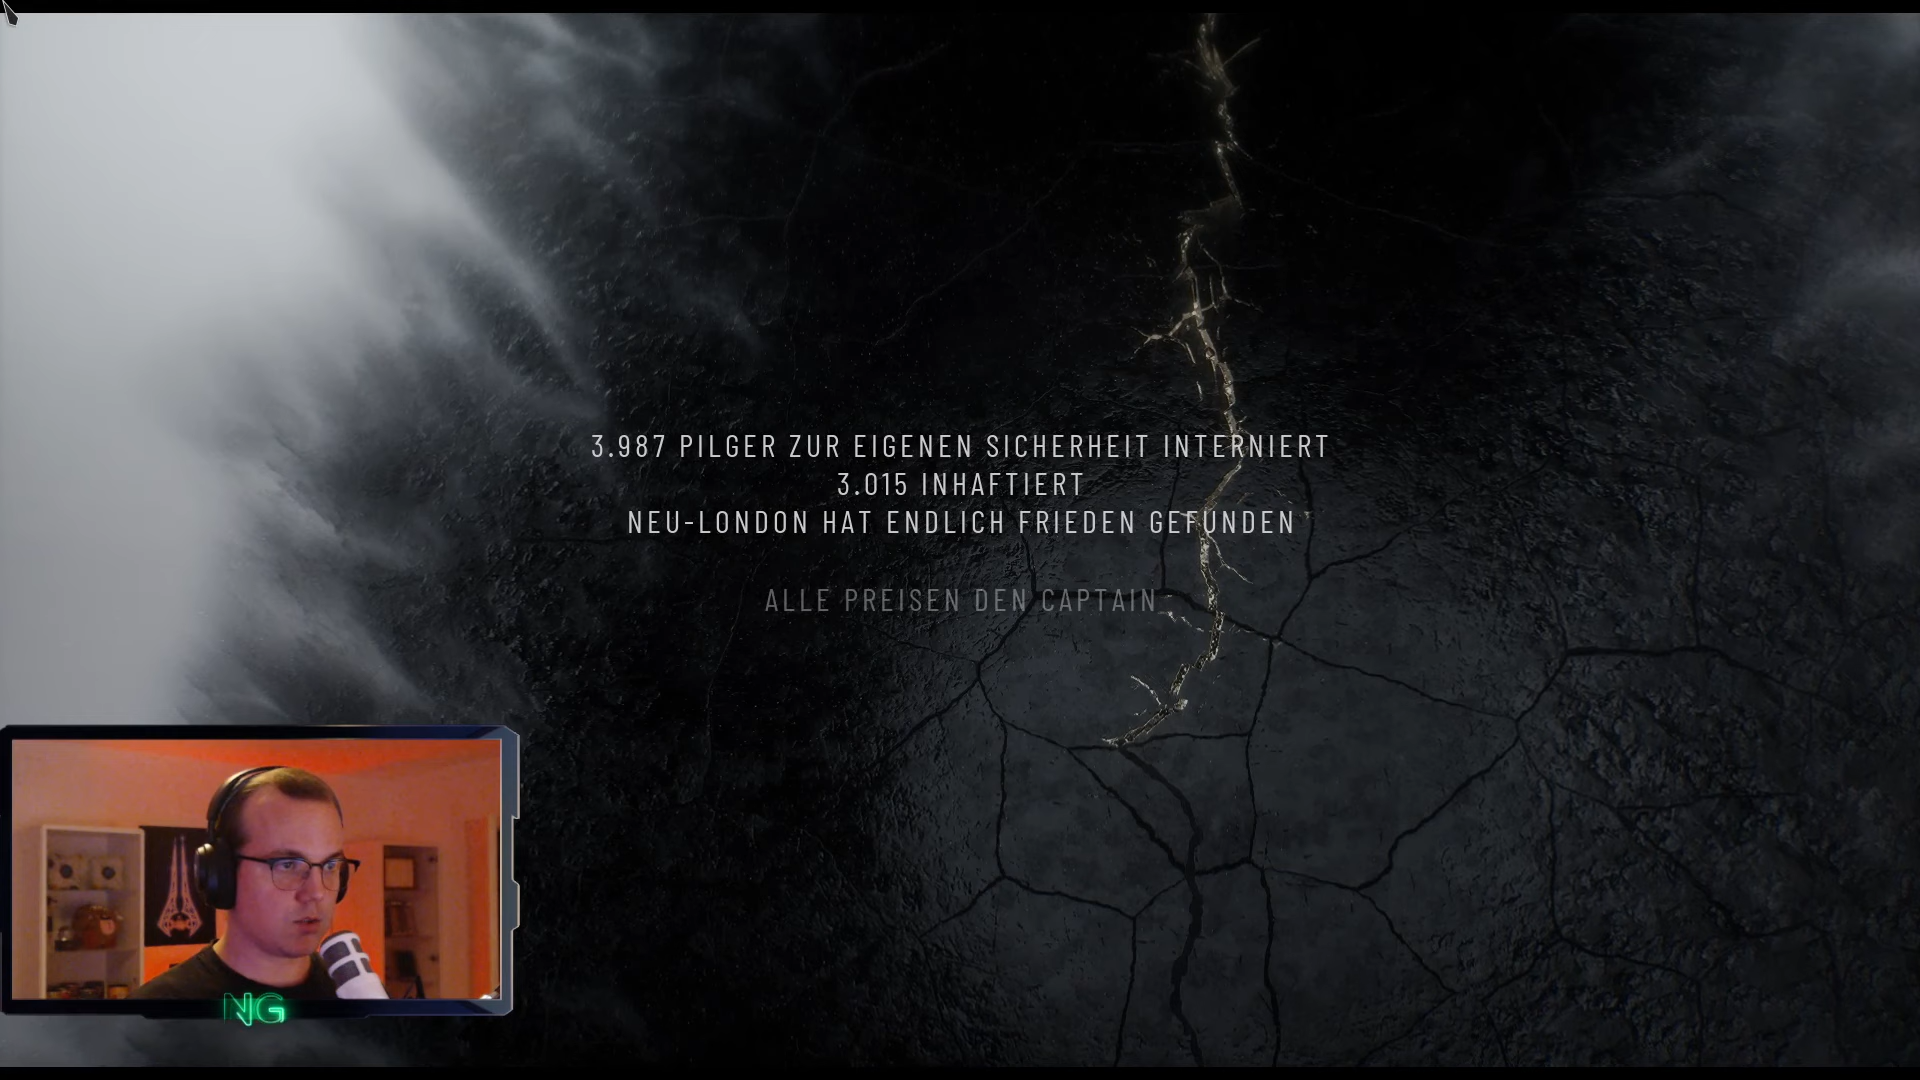 3.987 PILGER ZUR EIGENEN SICHERHEIT INTERNIERT
3.015 INHAFTIERT
NEU-LONDON HAT ENDLICH FRIEDEN GEFUNDEN
ALLE PREISEN DEN CAPTAIN
NG